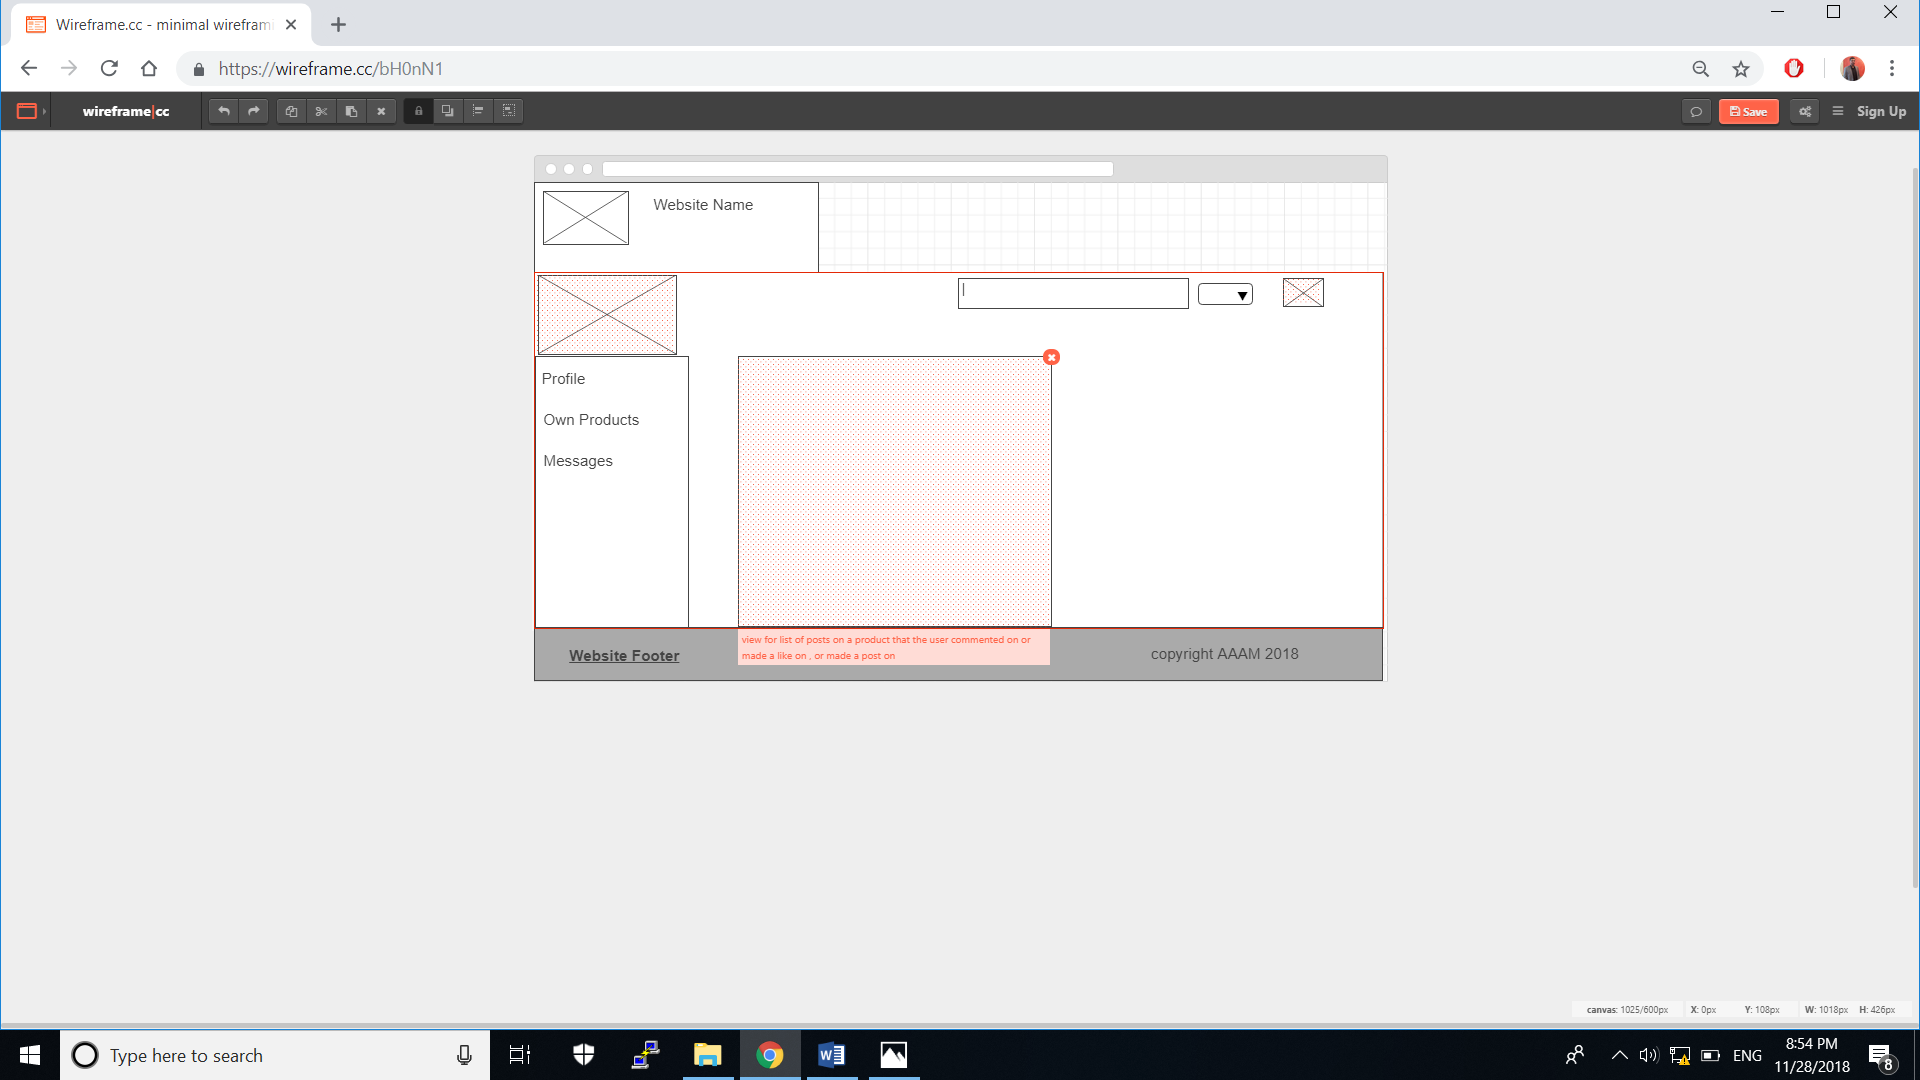 Wireframe.cc - minimal wirefram
https://wireframe.cc/bH0nN1
wireframe|cc
Save
Sign Up
Website Name
Profile
Own Products
Messages
view for list of posts on a product that the user commented on or
made a like on , or made a post on
Website Footer
copyright AAAM 2018
canvas: 1025/600px X: 0px Y: 108px W: 1018px H: 426px
Type here to search
ENG
8:54 PM
11/28/2018
8